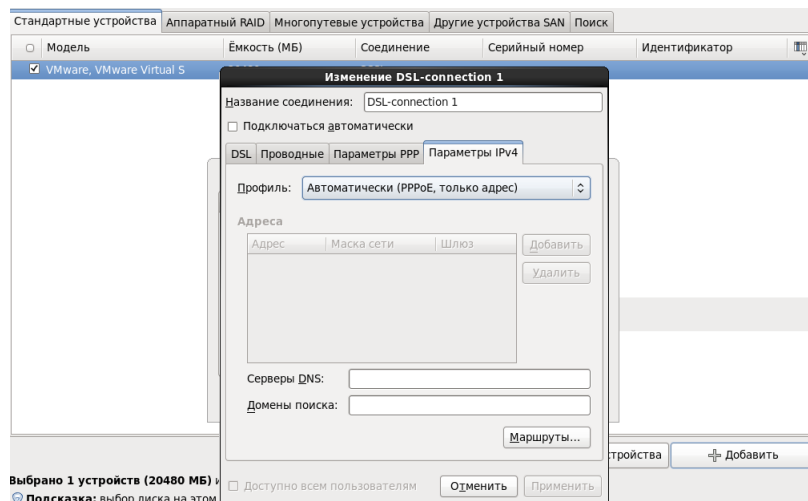 Стандартные устройства Аппаратный RAID Многопутевые устройства Другие устройства SAN Поиск
Модель Ёмкость (МБ) Соединение Серийный номер Идентификатор
VMware, VMware Virtual S
Изменение DSL-connection 1
Название соединения: DSL-connection 1
Подключаться автоматически
DSL Проводные Параметры PPP Параметры IPv4
Профиль: Автоматически (PPPoE, только адрес)
Адреса
Адрес Маска сети Шлюз Добавить
Удалить
Серверы DNS:
Домены поиска:
Маршруты...
тройства Добавить
Выбрано 1 устройств (20480 МБ) и
Доступно всем пользователям Отменить Применить
Подсказка: выбор диска на этом